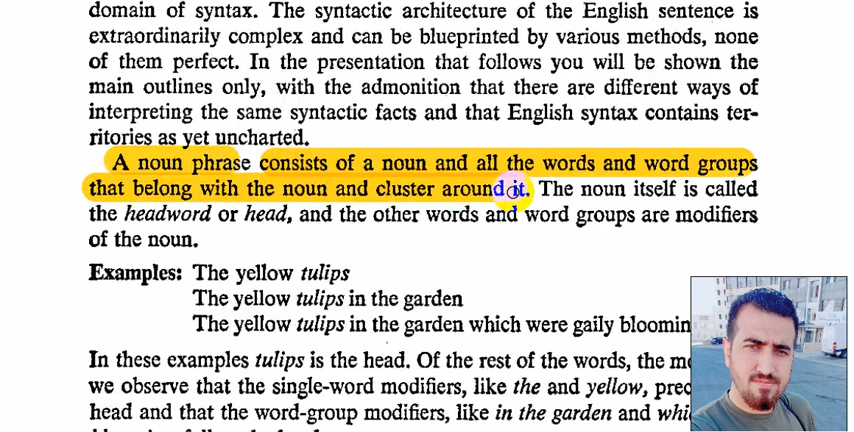 domain of syntax. The syntactic architecture of the English sentence is
extraordinarily complex and can be blueprinted by various methods, none
of them perfect. In the presentation that follows you will be shown the
main outlines only, with the admonition that there are different ways of
interpreting the same syntactic facts and that English syntax contains ter-
ritories as yet uncharted.
A noun phrase consists of a noun and all the words and word groups
that belong with the noun and cluster around it. The noun itself is called
the headword or head, and the other words and word groups are modifiers
of the noun.
Examples: The yellow tulips
The yellow tulips in the garden
The yellow tulips in the garden which were gaily bloomin
In these examples tulips is the head. Of the rest of the words, the
we observe that the single-word modifiers, like the and yellow,
head and that the word-group modifiers, like in the garden and